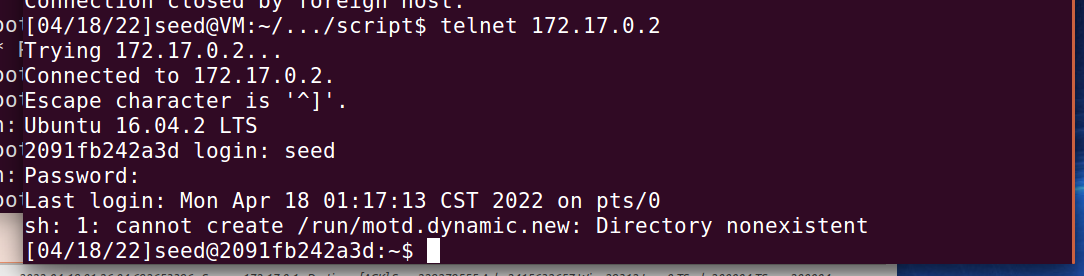 Connection closed by foreign host.
[04/18/22]seed@VM:~/.../script$ telnet 172.17.0.2
Trying 172.17.0.2...
Connected to 172.17.0.2.
Escape character is '^]'.
Ubuntu 16.04.2 LTS
2091fb242a3d login: seed
Password:
Last login: Mon Apr 18 01:17:13 CST 2022 on pts/0
sh: 1: cannot create /run/motd.dynamic.new: Directory nonexistent
[04/18/22]seed@2091fb242a3d:~$